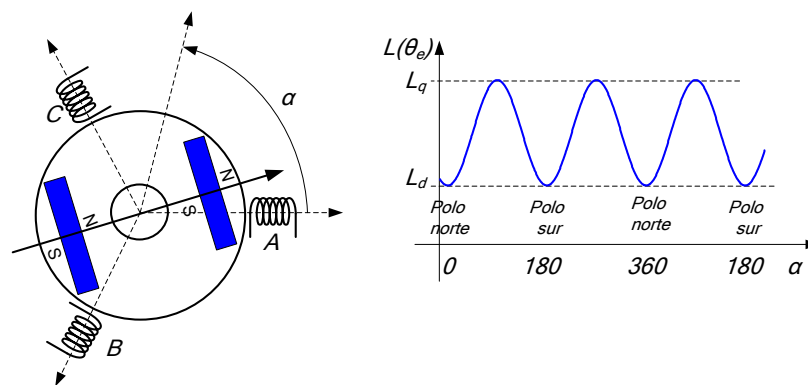 C
α
N
S
N
S
A
B
L(θe)
Lq
Ld
Polo norte
Polo sur
Polo norte
Polo sur
0
180
360
180
α